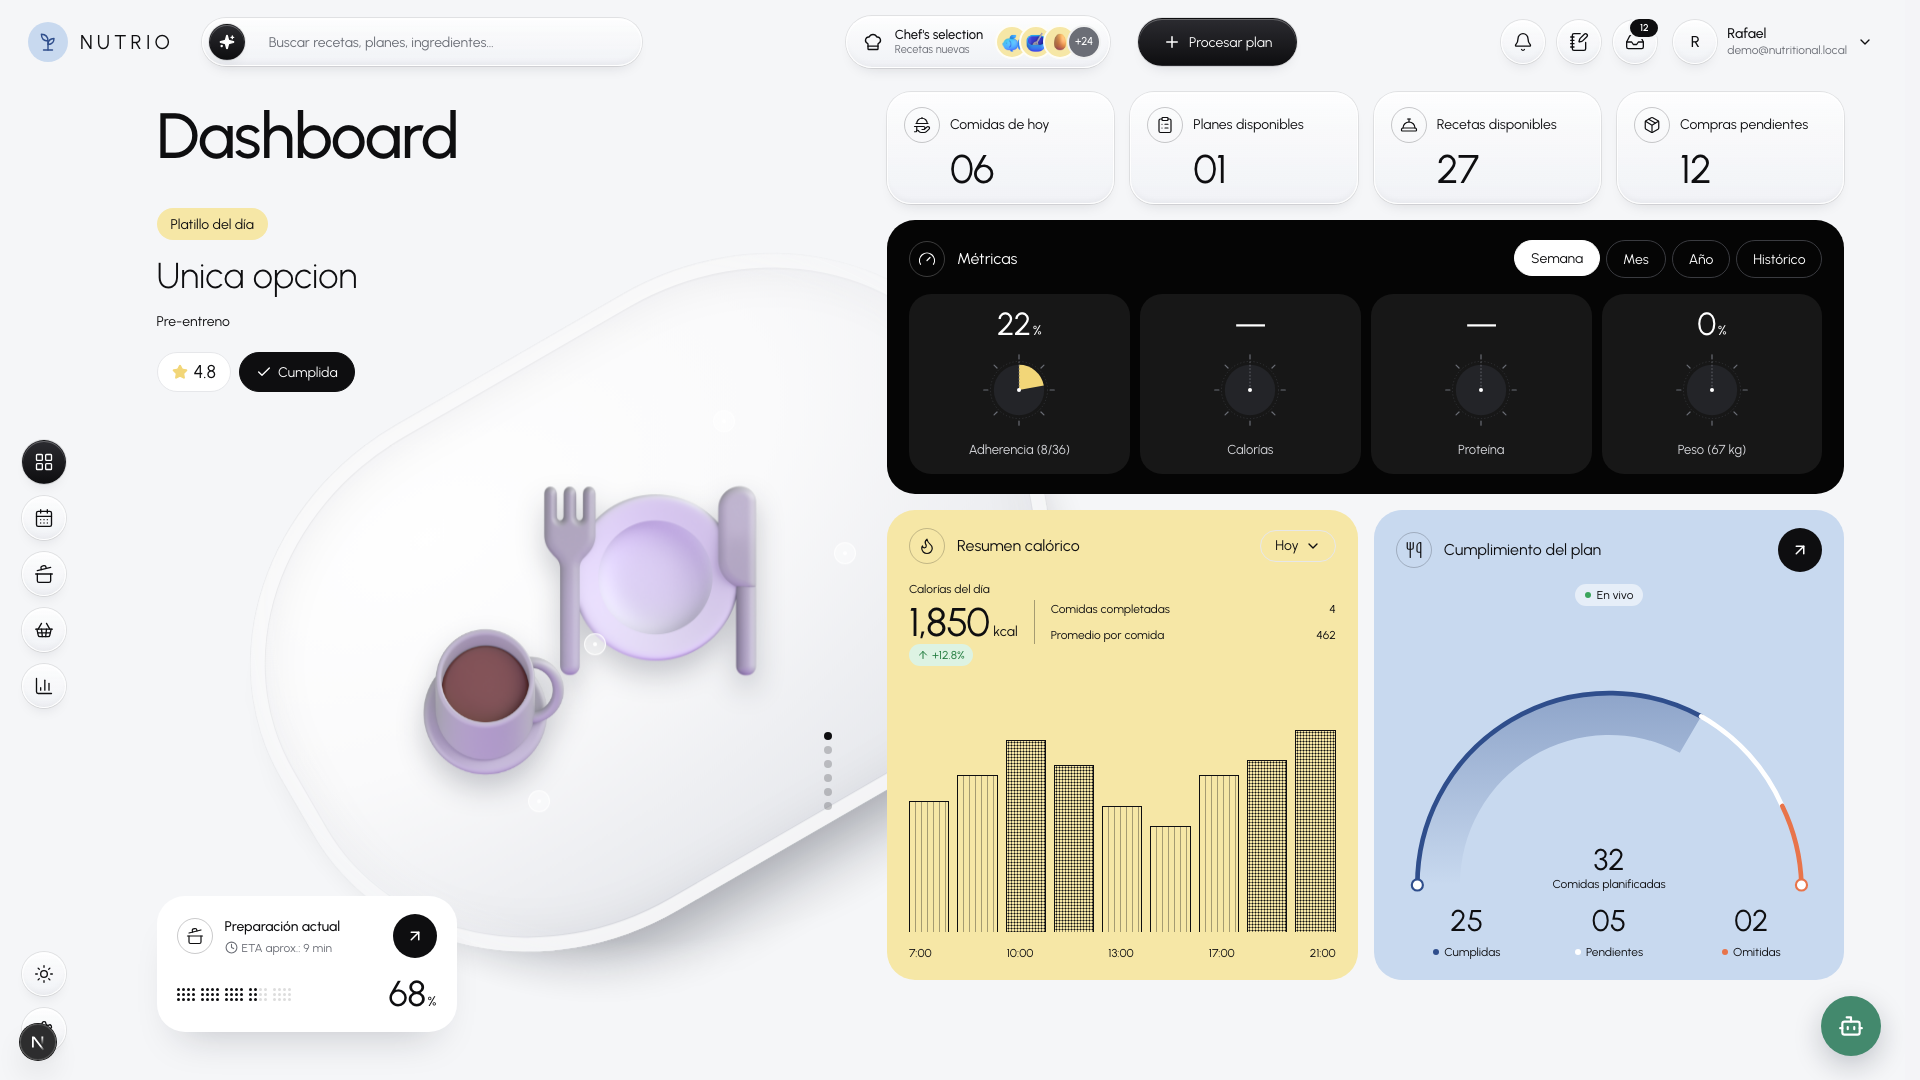 NUTRIO
Buscar recetas, planes, ingredientes...
Chef's selection
Recetas nuevas
+24
Procesar plan
12
R
Rafael
demo@nutritional.local
Dashboard
Platillo del día
Unica opcion
Pre-entreno
4.8
Cumplida
Comidas de hoy
06
Planes disponibles
01
Recetas disponibles
27
Compras pendientes
12
Métricas
Semana
Mes
Año
Histórico
22%
Adherencia (8/36)
—
Calorías
—
Proteína
0%
Peso (67 kg)
Resumen calórico
Hoy
Calorías del día
1,850 kcal
+12.8%
Comidas completadas 4
Promedio por comida 462
7:00 10:00 13:00 17:00 21:00
Cumplimiento del plan
En vivo
32
Comidas planificadas
25
Cumplidas
05
Pendientes
02
Omitidas
Preparación actual
ETA aprox.: 9 min
68%
N